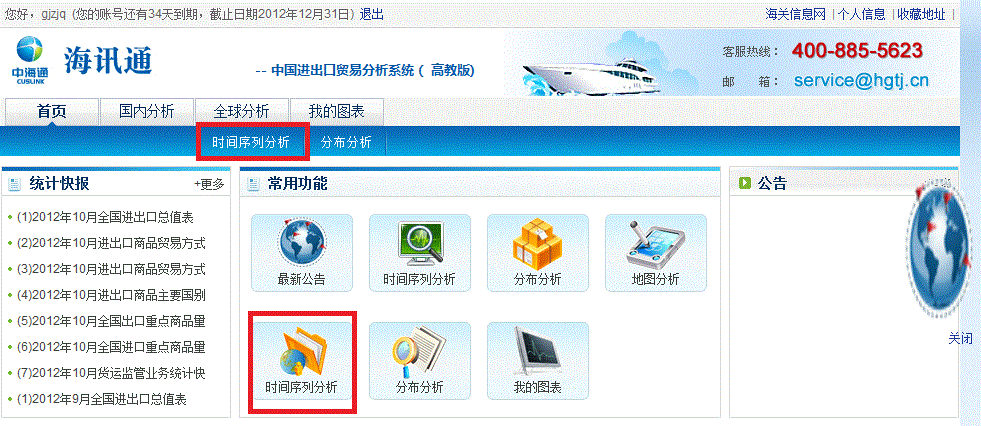 您好，gjzjq（您的账号还有34天到期，截止日期2012年12月31日）退出
海关信息网 | 个人信息 | 收藏地址 |
中海通
CUSLINK
海讯通
-- 中国进出口贸易分析系统（ 高教版)
客服热线： 400-885-5623
邮 箱： service@hgtj.cn
首页 国内分析 全球分析 我的图表
时间序列分析 分布分析
统计快报 +更多
(1)2012年10月全国进出口总值表
(2)2012年10月进出口商品贸易方式
(3)2012年10月进出口商品贸易方式
(4)2012年10月进出口商品主要国别
(5)2012年10月全国出口重点商品量
(6)2012年10月全国进口重点商品量
(7)2012年10月货运监管业务统计快
(1)2012年9月全国进出口总值表
常用功能
最新公告 时间序列分析 分布分析 地图分析
时间序列分析 分布分析 我的图表
公告
关闭